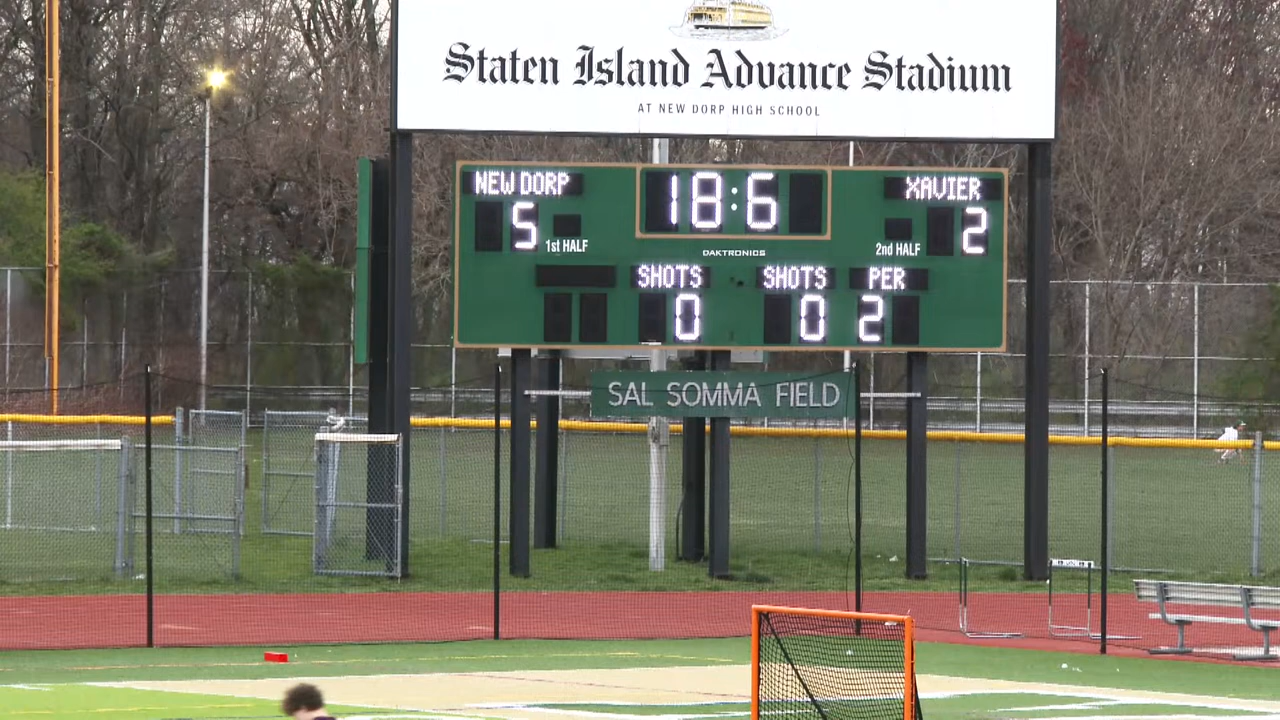 Staten Island Advance Stadium
AT NEW DORP HIGH SCHOOL
NEW DORP 18:6 XAVIER
5 2
1st HALF 2nd HALF
DAKTRONICS
SHOTS SHOTS PER
0 0 2
SAL SOMMA FIELD